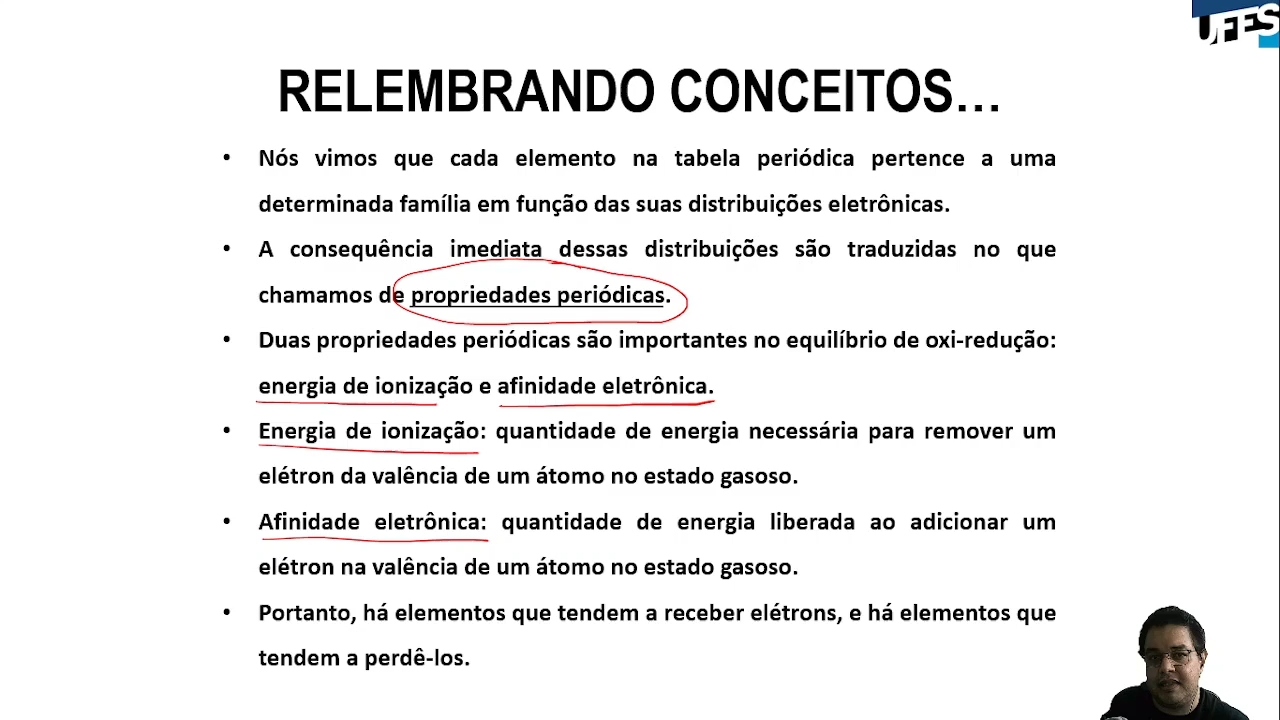 UFES
RELEMBRANDO CONCEITOS...
• Nós vimos que cada elemento na tabela periódica pertence a uma
determinada família em função das suas distribuições eletrônicas.
• A consequência imediata dessas distribuições são traduzidas no que
chamamos de propriedades periódicas.
• Duas propriedades periódicas são importantes no equilíbrio de oxi-redução:
energia de ionização e afinidade eletrônica.
• Energia de ionização: quantidade de energia necessária para remover um
elétron da valência de um átomo no estado gasoso.
• Afinidade eletrônica: quantidade de energia liberada ao adicionar um
elétron na valência de um átomo no estado gasoso.
• Portanto, há elementos que tendem a receber elétrons, e há elementos que
tendem a perdê-los.